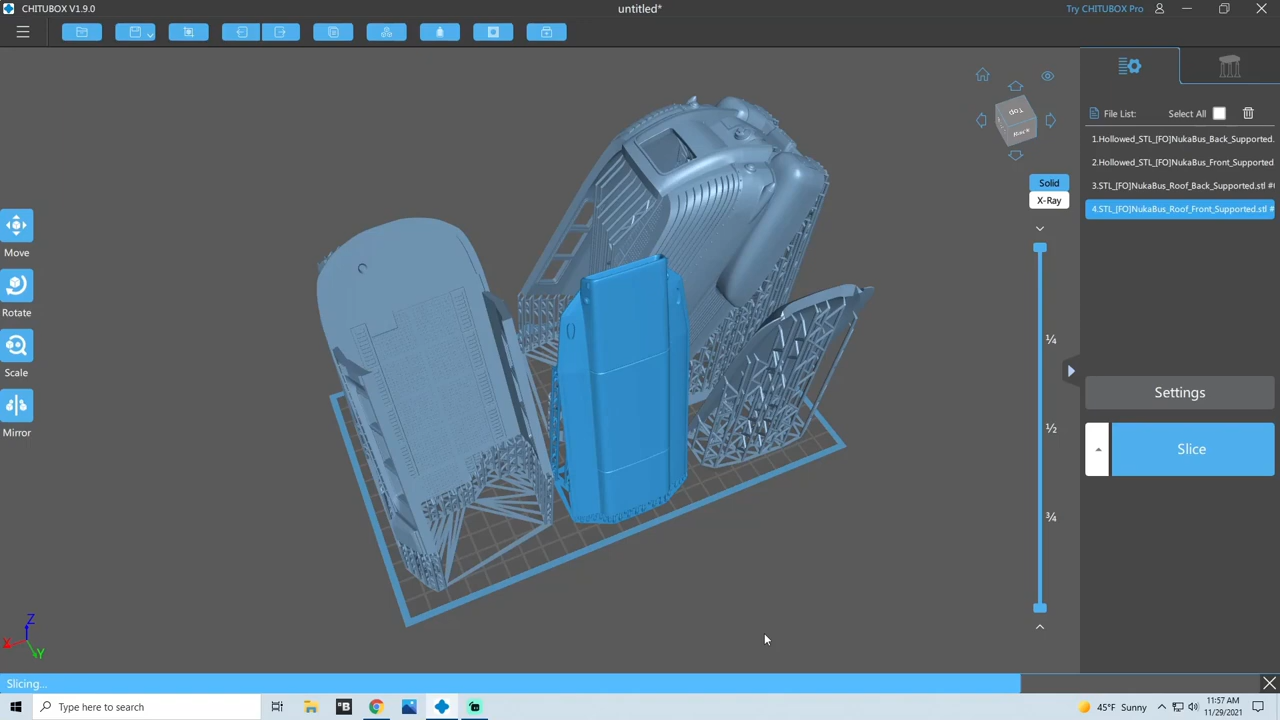 CHITUBOX V1.9.0
untitled*
Try CHITUBOX Pro
Top
Back
File List:
Select All
1.Hollowed_STL_[FO]NukaBus_Back_Supported.
2.Hollowed_STL_[FO]NukaBus_Front_Supported
3.STL_[FO]NukaBus_Roof_Back_Supported.stl #
4.STL_[FO]NukaBus_Roof_Front_Supported.stl #
Solid
X-Ray
Move
Rotate
Scale
Mirror
¼
½
¾
Settings
Slice
Z
X
Y
Slicing...
Type here to search
B
45°F Sunny
11:57 AM
11/29/2021